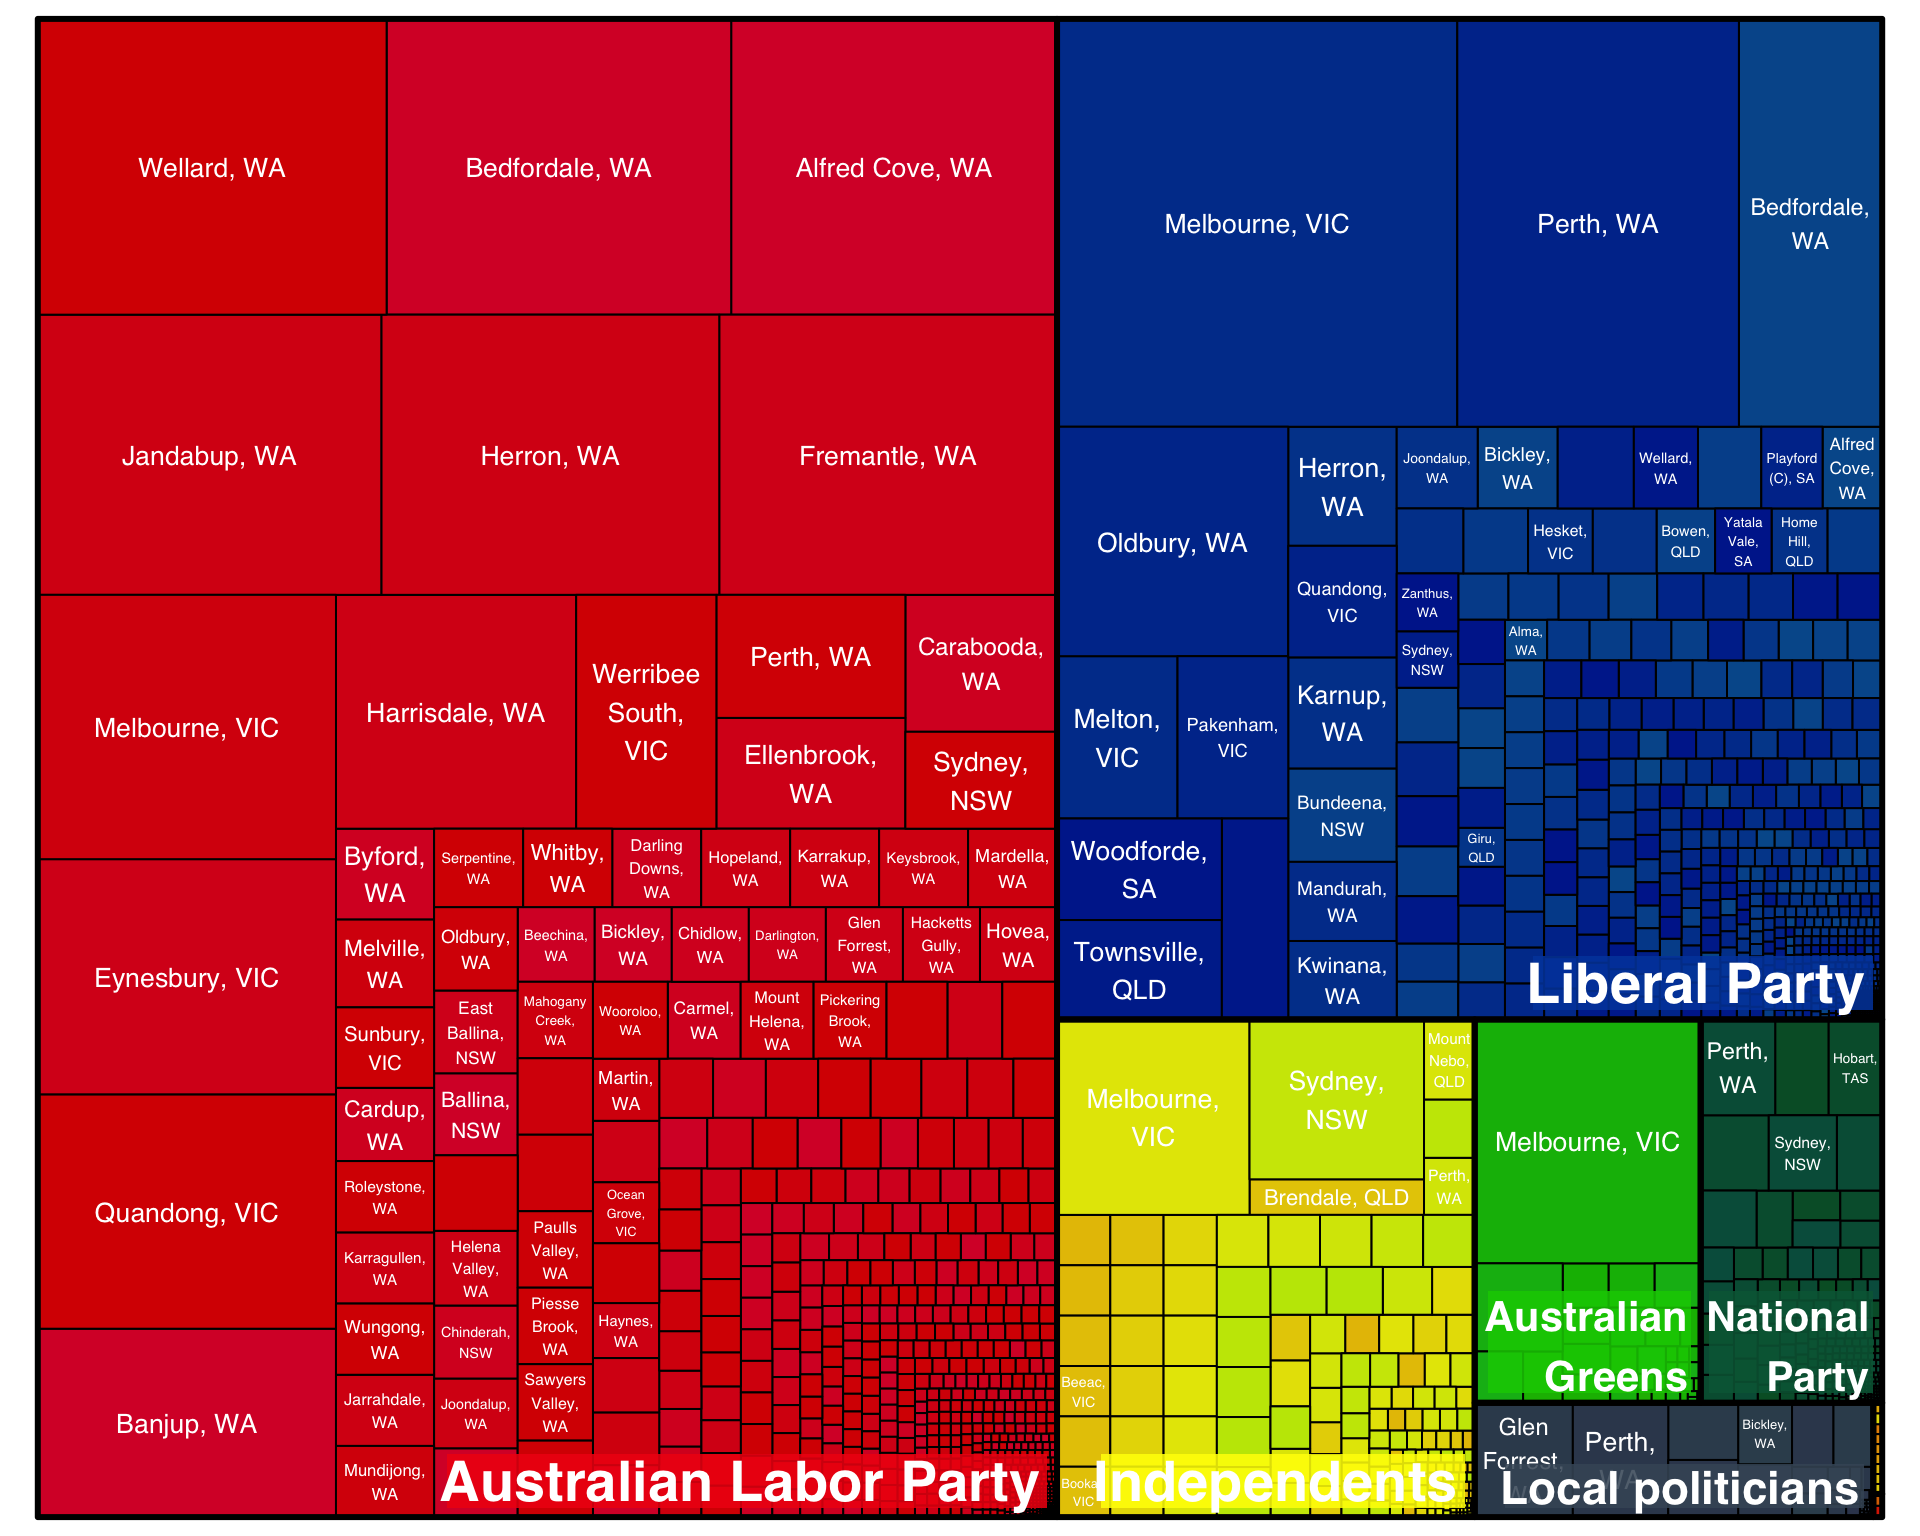 Wellard, WA
Bedfordale, WA
Alfred Cove, WA
Jandabup, WA
Herron, WA
Fremantle, WA
Melbourne, VIC
Eynesbury, VIC
Quandong, VIC
Banjup, WA
Harrisdale, WA
Werribee
South,
VIC
Perth, WA
Ellenbrook,
WA
Carabooda,
WA
Sydney,
NSW
Byford,
WA
Melville,
WA
Sunbury,
VIC
Cardup,
WA
Roleystone,
WA
Karragullen,
WA
Wungong,
WA
Jarrahdale,
WA
Mundijong,
WA
Serpentine,
WA
Whitby,
WA
Darling
Downs,
WA
Hopeland,
WA
Karrakup,
WA
Keysbrook,
WA
Mardella,
WA
Oldbury,
WA
East
Ballina,
NSW
Ballina,
NSW
Helena
Valley,
WA
Chinderah,
NSW
Joondalup,
WA
Beechina,
WA
Bickley,
WA
Chidlow,
WA
Darlington,
WA
Glen
Forrest,
WA
Hacketts
Gully,
WA
Hovea,
WA
Mahogany
Creek,
WA
Wooroloo,
WA
Carmel,
WA
Mount
Helena,
WA
Pickering
Brook,
WA
Paulls
Valley,
WA
Piesse
Brook,
WA
Sawyers
Valley,
WA
Martin,
WA
Ocean
Grove,
VIC
Haynes,
WA
Australian Labor Party
Melbourne, VIC
Perth, WA
Bedfordale,
WA
Oldbury, WA
Melton,
VIC
Pakenham,
VIC
Woodforde,
SA
Townsville,
QLD
Herron,
WA
Quandong,
VIC
Karnup,
WA
Bundeena,
NSW
Mandurah,
WA
Kwinana,
WA
Joondalup,
WA
Bickley,
WA
Wellard,
WA
Playford
(C), SA
Alfred
Cove,
WA
Hesket,
VIC
Bowen,
QLD
Yatala
Vale,
SA
Home
Hill,
QLD
Zanthus,
WA
Sydney,
NSW
Alma,
WA
Giru,
QLD
Liberal Party
Melbourne,
VIC
Sydney,
NSW
Brendale, QLD
Mount
Nebo,
QLD
Perth,
WA
Beeac,
VIC
VIC
Independents
Melbourne, VIC
Australian
Greens
Perth,
WA
Hobart,
TAS
Sydney,
NSW
National
Party
Glen
Forrest,
Perth,
WA
Bickley,
WA
Local politicians